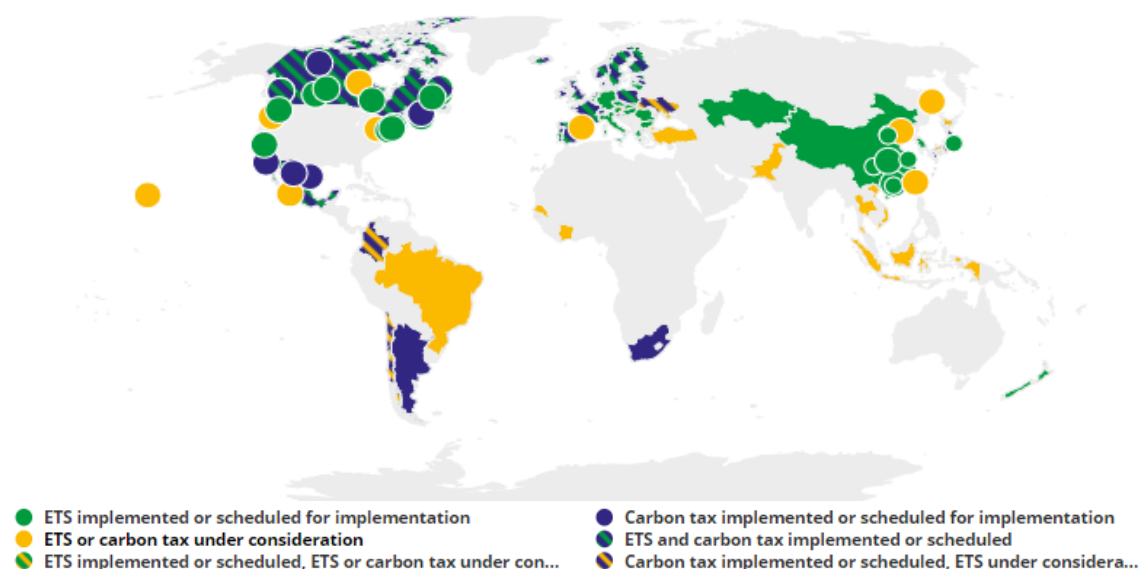 ETS implemented or scheduled for implementation
Carbon tax implemented or scheduled for implementation
ETS or carbon tax under consideration
ETS and carbon tax implemented or scheduled
ETS implemented or scheduled, ETS or carbon tax under con...
Carbon tax implemented or scheduled, ETS under considera...